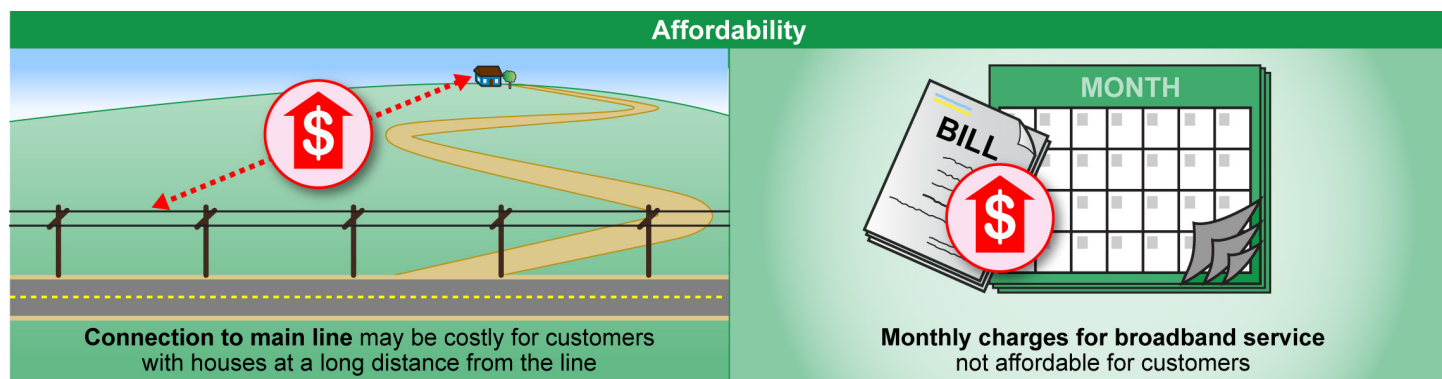 Affordability
$
Connection to main line may be costly for customers
with houses at a long distance from the line
MONTH
BILL
$
Monthly charges for broadband service
not affordable for customers